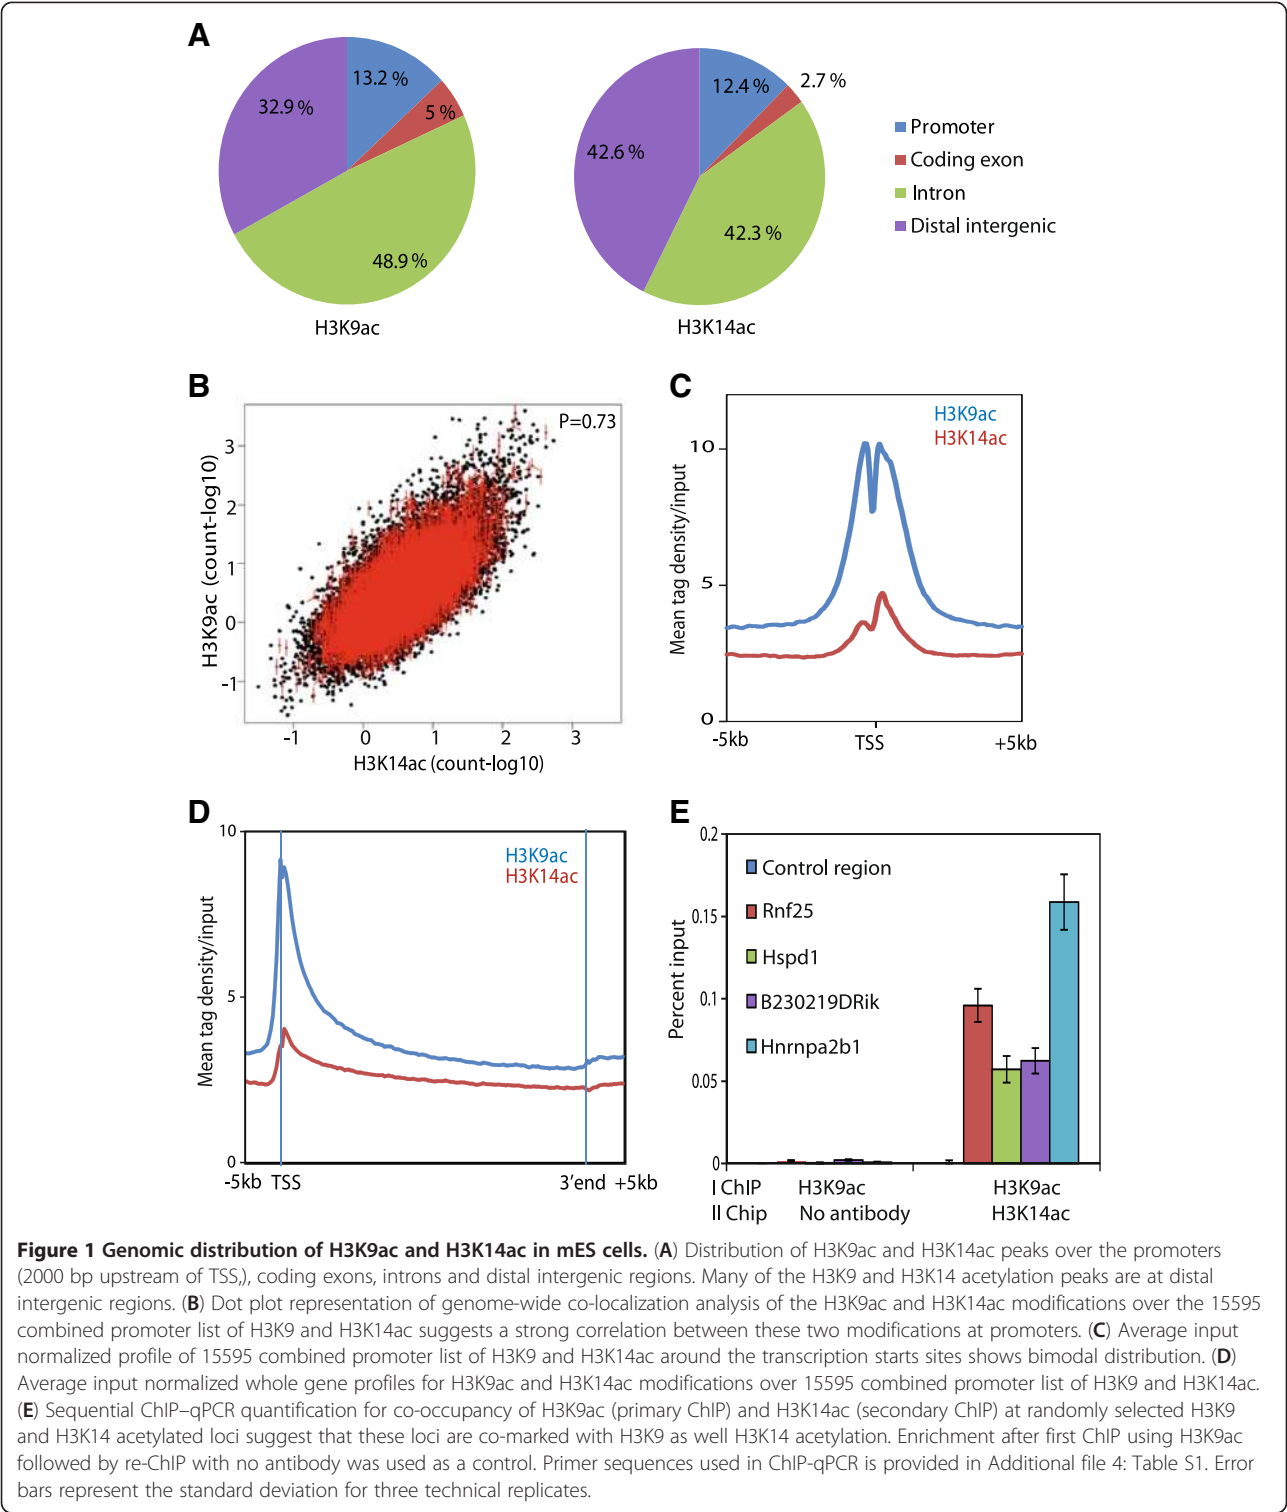 A
13.2 %
5 %
32.9 %
48.9 %
H3K9ac
12.4 %
2.7 %
42.6 %
42.3 %
H3K14ac
Promoter
Coding exon
Intron
Distal intergenic
B
P=0.73
3
2
1
0
-1
H3K9ac (count-log10)
-1
0
1
2
3
H3K14ac (count-log10)
C
H3K9ac
H3K14ac
10
5
0
Mean tag density/input
-5kb
TSS
+5kb
D
10
5
0
H3K9ac
H3K14ac
Mean tag density/input
-5kb
TSS
3'end
+5kb
E
0.2
0.15
0.1
0.05
0
Percent input
Control region
Rnf25
Hspd1
B230219DRik
Hnrnpa2b1
I ChIP H3K9ac H3K9ac
II Chip No antibody H3K14ac
Figure 1 Genomic distribution of H3K9ac and H3K14ac in mES cells. (A) Distribution of H3K9ac and H3K14ac peaks over the promoters
(2000 bp upstream of TSS,), coding exons, introns and distal intergenic regions. Many of the H3K9 and H3K14 acetylation peaks are at distal
intergenic regions. (B) Dot plot representation of genome-wide co-localization analysis of the H3K9ac and H3K14ac modifications over the 15595
combined promoter list of H3K9 and H3K14ac suggests a strong correlation between these two modifications at promoters. (C) Average input
normalized profile of 15595 combined promoter list of H3K9 and H3K14ac around the transcription starts sites shows bimodal distribution. (D)
Average input normalized whole gene profiles for H3K9ac and H3K14ac modifications over 15595 combined promoter list of H3K9 and H3K14ac.
(E) Sequential ChIP–qPCR quantification for co-occupancy of H3K9ac (primary ChIP) and H3K14ac (secondary ChIP) at randomly selected H3K9
and H3K14 acetylated loci suggest that these loci are co-marked with H3K9 as well H3K14 acetylation. Enrichment after first ChIP using H3K9ac
followed by re-ChIP with no antibody was used as a control. Primer sequences used in ChIP-qPCR is provided in Additional file 4: Table S1. Error
bars represent the standard deviation for three technical replicates.